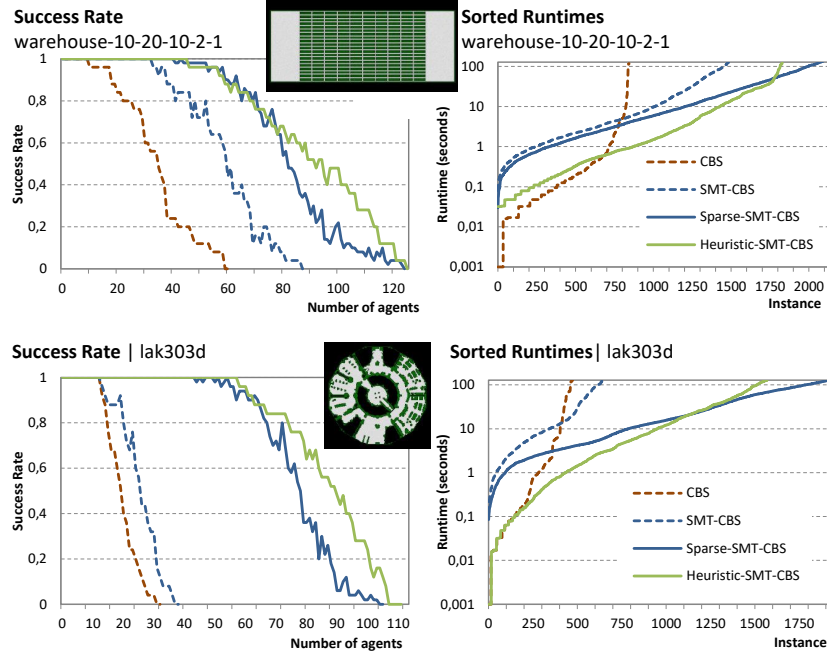 Success Rate
warehouse-10-20-10-2-1
Success Rate
1
0,8
0,6
0,4
0,2
0
0 20 40 60 80 100 120
Number of agents
Sorted Runtimes
warehouse-10-20-10-2-1
Runtime (seconds)
100
10
1
0,1
0,01
0,001
CBS
SMT-CBS
Sparse-SMT-CBS
Heuristic-SMT-CBS
0 250 500 750 1000 1250 1500 1750 2000
Instance
Success Rate | lak303d
Success Rate
1
0,8
0,6
0,4
0,2
0
0 10 20 30 40 50 60 70 80 90 100 110
Number of agents
Sorted Runtimes| lak303d
Runtime (seconds)
100
10
1
0,1
0,01
0,001
CBS
SMT-CBS
Sparse-SMT-CBS
Heuristic-SMT-CBS
0 250 500 750 1000 1250 1500 1750
Instance